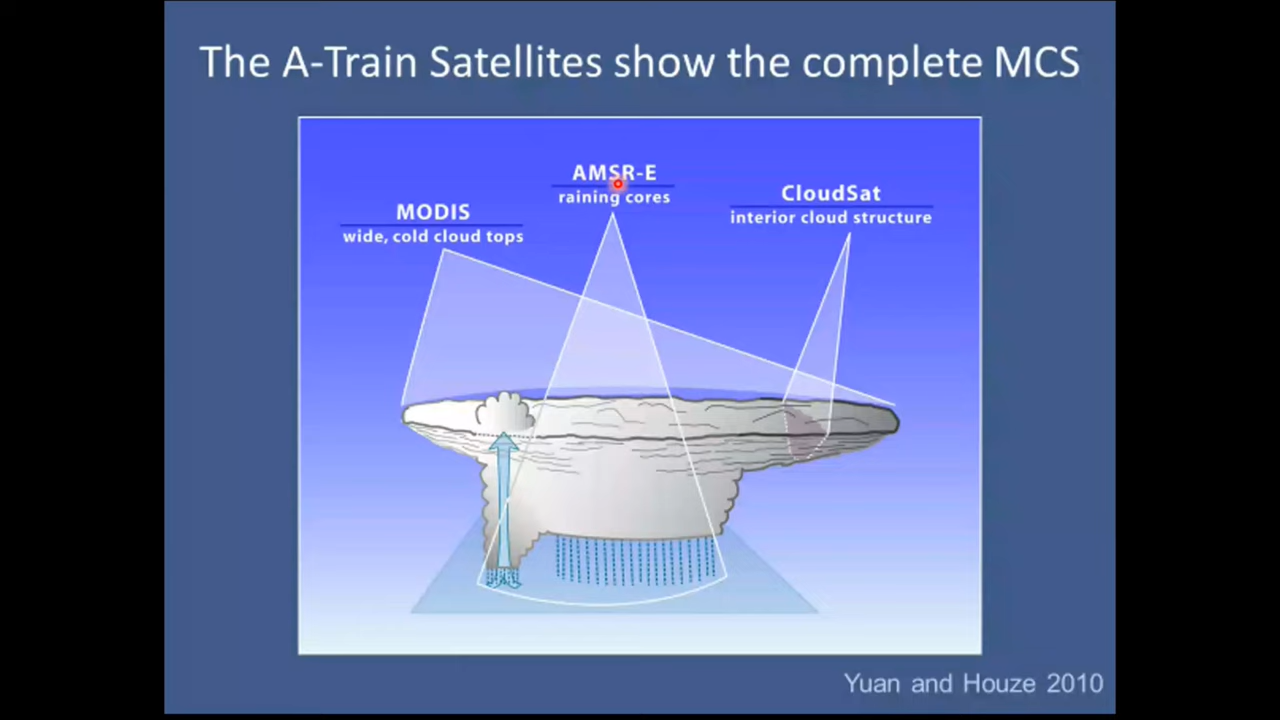 The A-Train Satellites show the complete MCS
AMSR-E
raining cores
MODIS
wide, cold cloud tops
CloudSat
interior cloud structure
Yuan and Houze 2010